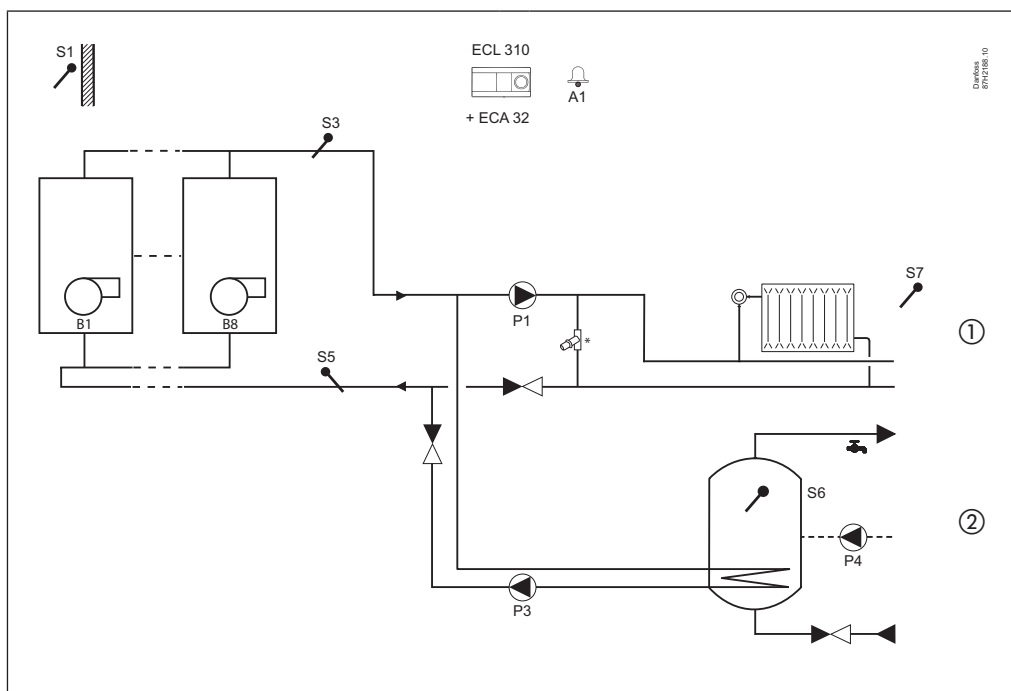 S1
ECL 310
A1
+ ECA 32
Danfoss
87H2188.10
S3
S7
B1
B8
P1
*
①
S5
S6
②
P4
P3